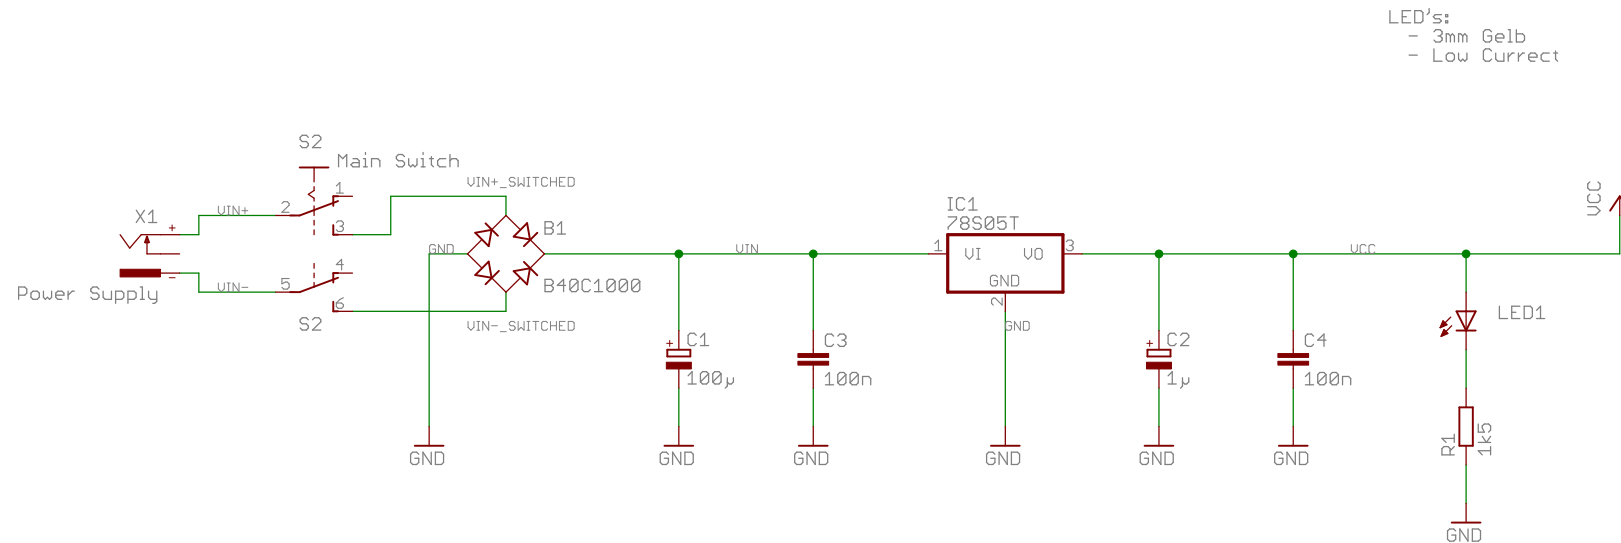 LED's:
- 3mm Gelb
- Low Currect
S2
Main Switch
VIN+_SWITCHED
1
2
3
VIN+
X1
+
-
VIN-
Power Supply
4
5
6
S2
GND
B1
B40C1000
VIN-_SWITCHED
VIN
IC1
78S05T
1
VI
VO
3
GND
2
GND
VCC
VCC
LED1
+
C1
100µ
C3
100n
+
C2
1µ
C4
100n
R1
1k5
GND
GND
GND
GND
GND
GND
GND